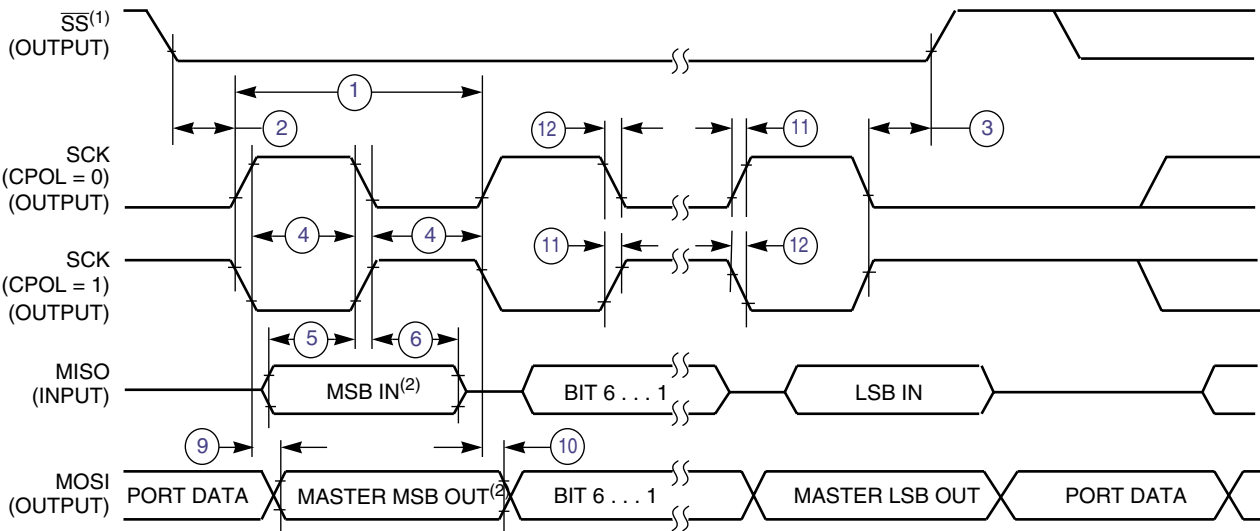 SS(1)
(OUTPUT)
1
2
12
11
3
SCK
(CPOL = 0)
(OUTPUT)
4
4
11
12
SCK
(CPOL = 1)
(OUTPUT)
5
6
MISO
(INPUT)
MSB IN(2)
BIT 6 . . . 1
LSB IN
9
10
MOSI
(OUTPUT)
PORT DATA
MASTER MSB OUT(2
BIT 6 . . . 1
MASTER LSB OUT
PORT DATA